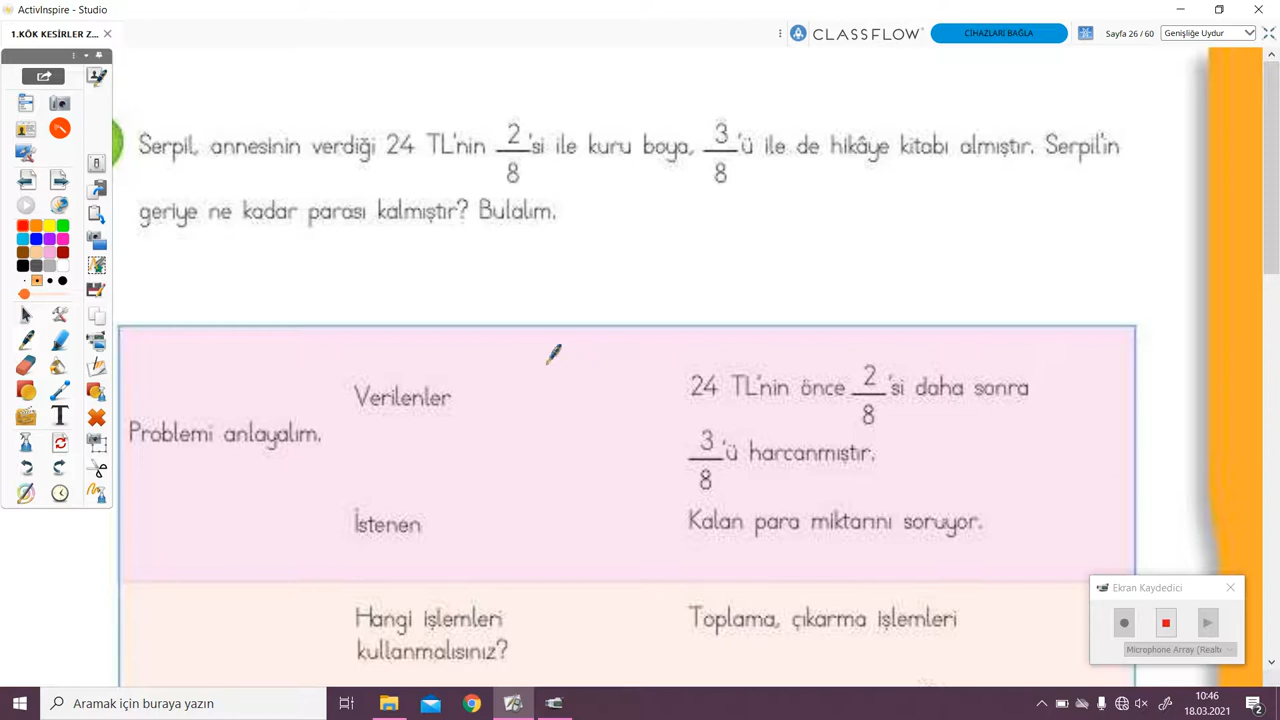 ActivInspire - Studio
1.KÖK KESİRLER Z...
CLASSFLOW
CİHAZLARI BAĞLA
Sayfa 26 / 60
Genişliğe Uydur
Serpil, annesinin verdiği 24 TL'nin 2/8 'si ile kuru boya, 3/8 'ü ile de hikâye kitabı almıştır. Serpil'in
geriye ne kadar parası kalmıştır? Bulalım.
Problemi anlayalım.
Verilenler
24 TL'nin önce 2/8 'si daha sonra
3/8 'ü harcanmıştır.
İstenen
Kalan para miktarını soruyor.
Hangi işlemleri
kullanmalısınız?
Toplama, çıkarma işlemleri
Ekran Kaydedici
Microphone Array (Realt
Aramak için buraya yazın
10:46
18.03.2021
2